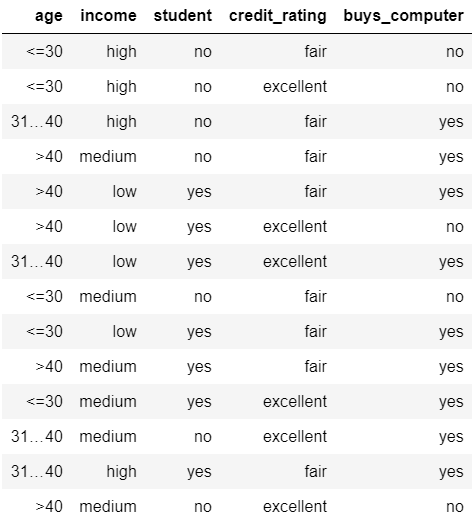 age income student credit_rating buys_computer
<=30 high no fair no
<=30 high no excellent no
31...40 high no fair yes
>40 medium no fair yes
>40 low yes fair yes
>40 low yes excellent no
31...40 low yes excellent yes
<=30 medium no fair no
<=30 low yes fair yes
>40 medium yes fair yes
<=30 medium yes excellent yes
31...40 medium no excellent yes
31...40 high yes fair yes
>40 medium no excellent no